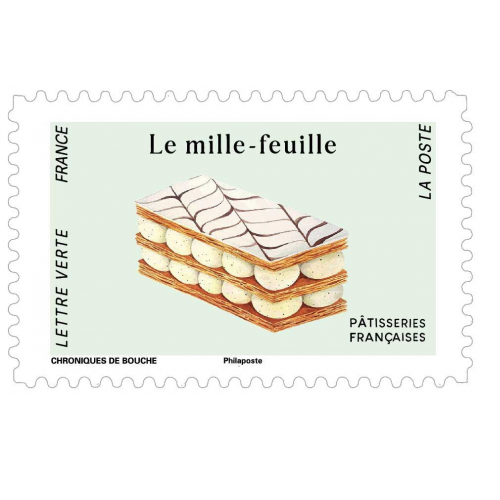 Le mille-feuille
LETTRE VERTE FRANCE
LA POSTE
PÂTISSERIES
FRANÇAISES
CHRONIQUES DE BOUCHE
Philaposte